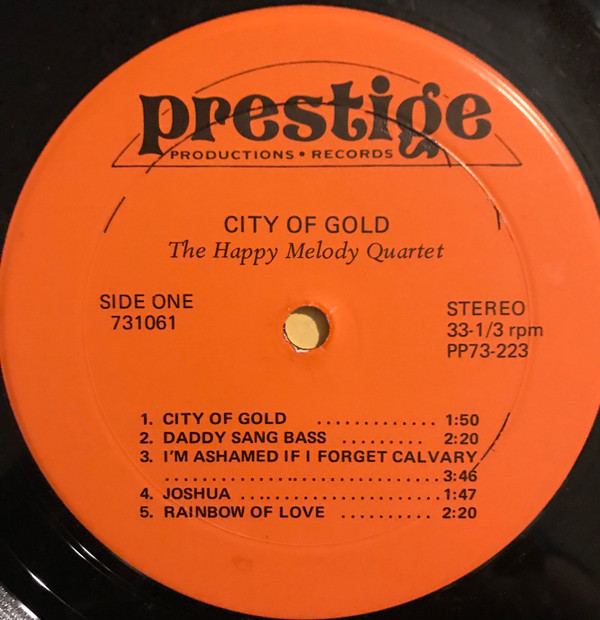 prestige
PRODUCTIONS • RECORDS
CITY OF GOLD
The Happy Melody Quartet
SIDE ONE
731061
STEREO
33-1/3 rpm
PP73-223
1. CITY OF GOLD ............. 1:50
2. DADDY SANG BASS ......... 2:20
3. I'M ASHAMED IF I FORGET CALVARY
.................................. 3:46
4. JOSHUA ........................ 1:47
5. RAINBOW OF LOVE .......... 2:20